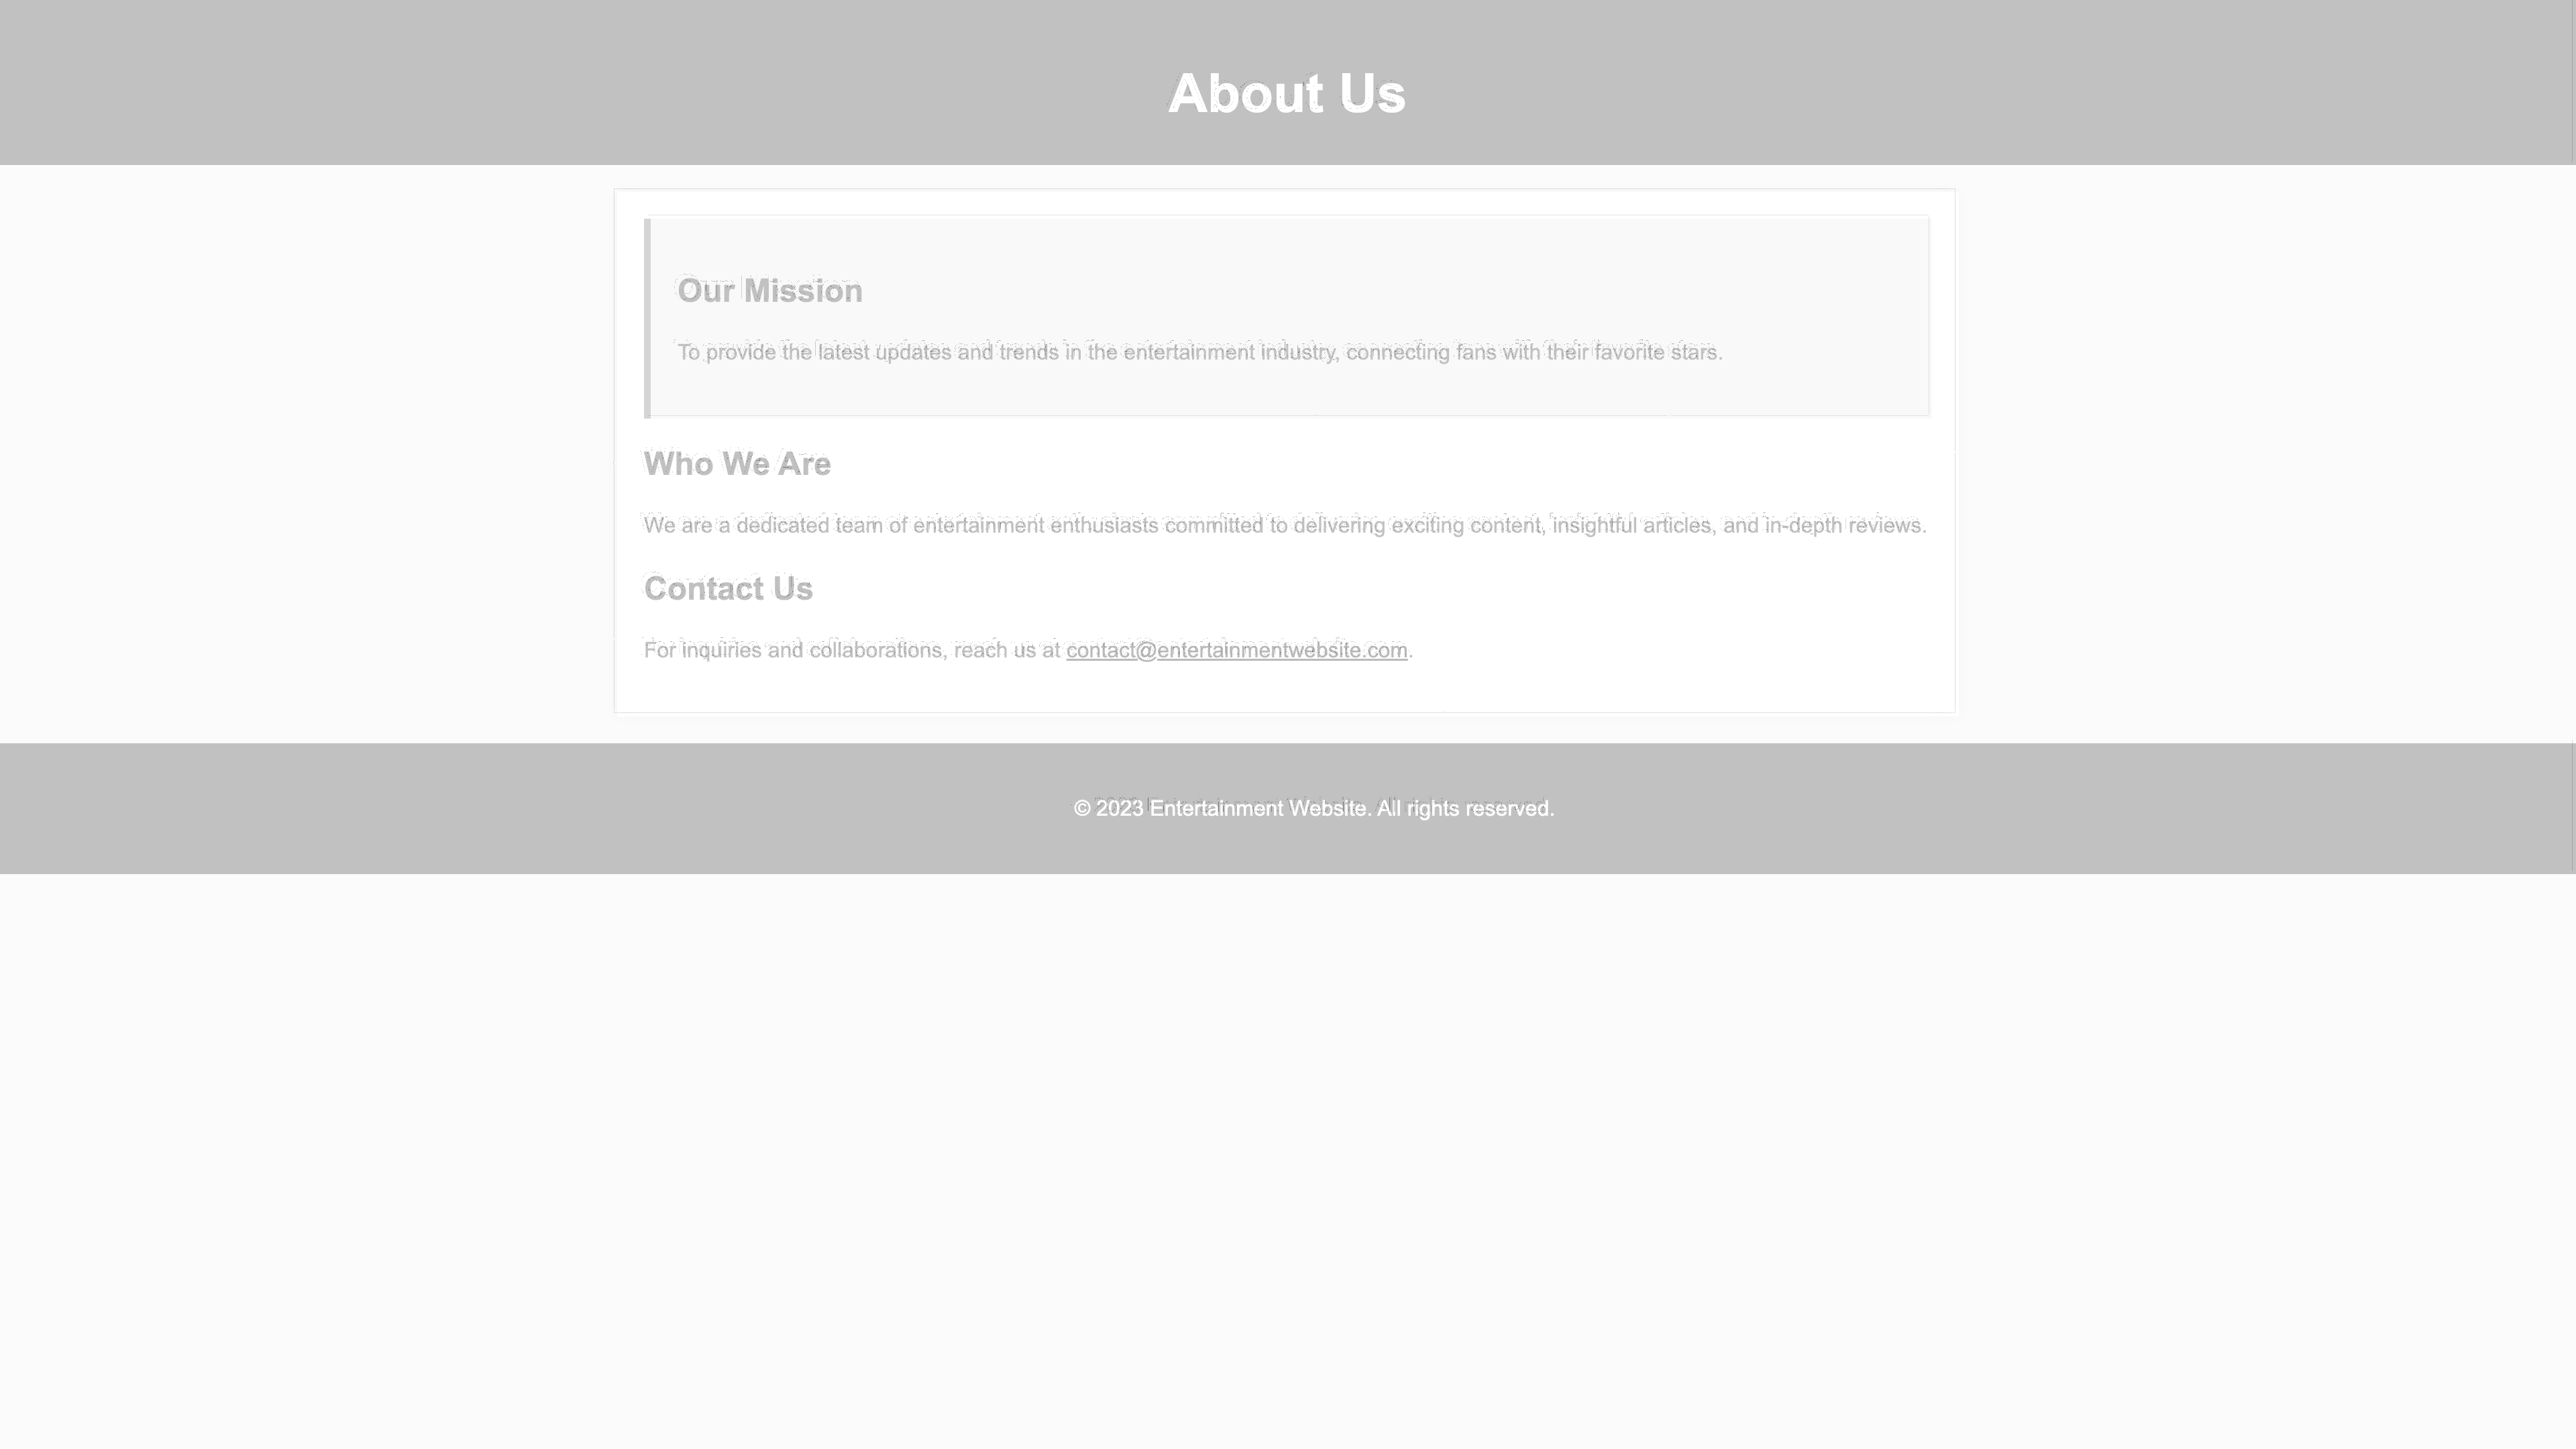 About Us
Our Mission
To provide the latest updates and trends in the entertainment industry, connecting fans with their favorite stars.
Who We Are
We are a dedicated team of entertainment enthusiasts committed to delivering exciting content, insightful articles, and in-depth reviews.
Contact Us
For inquiries and collaborations, reach us at contact@entertainmentwebsite.com.
© 2023 Entertainment Website. All rights reserved.